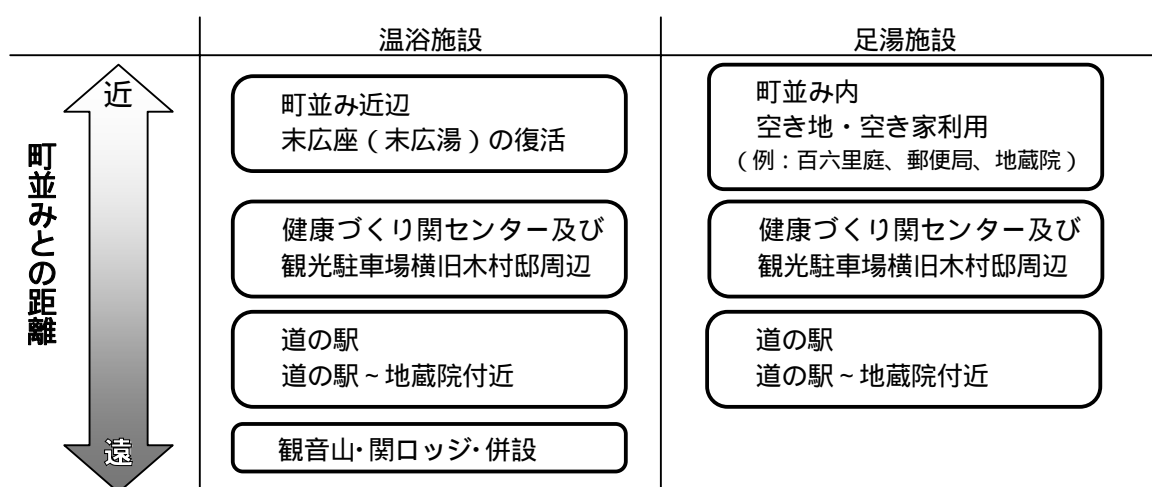 温浴施設
足湯施設
町並みとの距離
近
遠
町並み近辺
末広座（末広湯）の復活
町並み内
空き地・空き家利用
（例：百六里庭、郵便局、地蔵院）
健康づくり関センター及び
観光駐車場横旧木村邸周辺
健康づくり関センター及び
観光駐車場横旧木村邸周辺
道の駅
道の駅～地蔵院付近
道の駅
道の駅～地蔵院付近
観音山・関ロッジ・併設